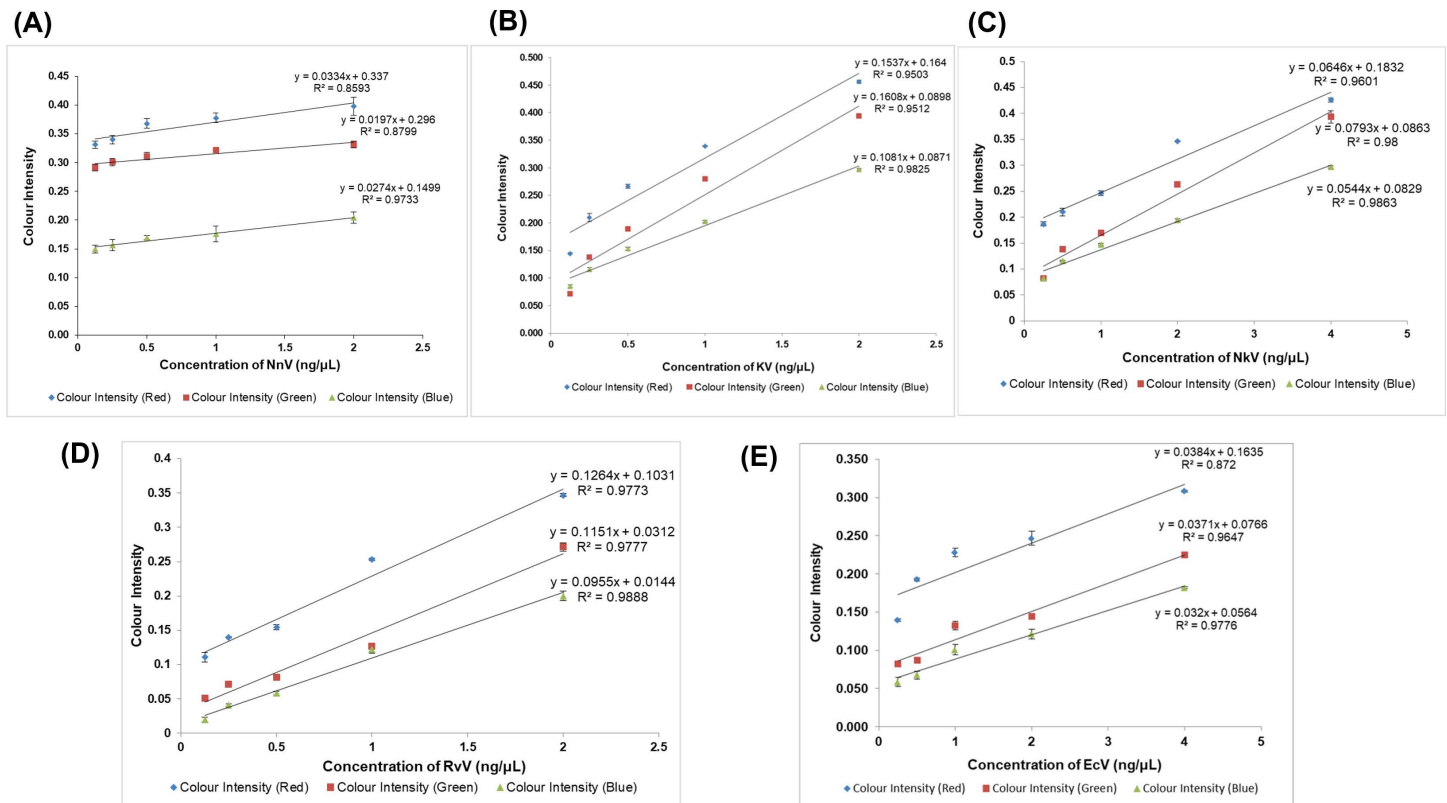 (A)
0.45
0.40
0.35
0.30
0.25
0.20
0.15
0.10
0.05
0.00
Colour Intensity
y = 0.0334x + 0.337
R² = 0.8593
y = 0.0197x + 0.296
R² = 0.8799
y = 0.0274x + 0.1499
R² = 0.9733
0 0.5 1 1.5 2 2.5
Concentration of NnV (ng/µL)
Colour Intensity (Red) Colour Intensity (Green) Colour Intensity (Blue)
(B)
0.500
0.450
0.400
0.350
0.300
0.250
0.200
0.150
0.100
0.050
0.000
Colour Intensity
y = 0.1537x + 0.164
R² = 0.9503
y = 0.1608x + 0.0898
R² = 0.9512
y = 0.1081x + 0.0871
R² = 0.9825
0 0.5 1 1.5 2 2.5
Concentration of KV (ng/µL)
Colour Intensity (Red) Colour Intensity (Green) Colour Intensity (Blue)
(C)
0.5
0.45
0.4
0.35
0.3
0.25
0.2
0.15
0.1
0.05
0
Colour Intensity
y = 0.0646x + 0.1832
R² = 0.9601
y = 0.0793x + 0.0863
R² = 0.98
y = 0.0544x + 0.0829
R² = 0.9863
0 1 2 3 4 5
Concentration of NkV (ng/µL)
Colour Intensity (Red) Colour Intensity (Green) Colour Intensity (Blue)
(D)
0.4
0.35
0.3
0.25
0.2
0.15
0.1
0.05
0
Colour Intensity
y = 0.1264x + 0.1031
R² = 0.9773
y = 0.1151x + 0.0312
R² = 0.9777
y = 0.0955x + 0.0144
R² = 0.9888
0 0.5 1 1.5 2 2.5
Concentration of RvV (ng/µL)
Colour Intensity (Red) Colour Intensity (Green) Colour Intensity (Blue)
(E)
0.350
0.300
0.250
0.200
0.150
0.100
0.050
0.000
Colour Intensity
y = 0.0384x + 0.1635
R² = 0.872
y = 0.0371x + 0.0766
R² = 0.9647
y = 0.032x + 0.0564
R² = 0.9776
0 1 2 3 4 5
Concentration of EcV (ng/µL)
Colour Intensity (Red) Colour Intensity (Green) Colour Intensity (Blue)